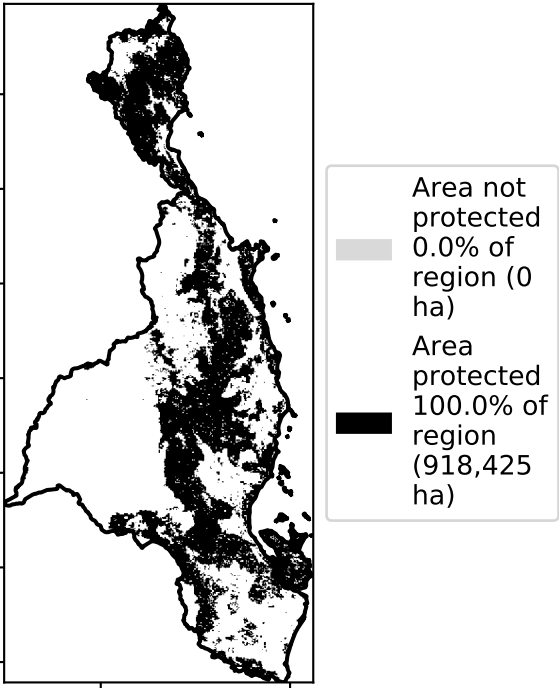 Area not
protected
0.0% of
region (0
ha)
Area
protected
100.0% of
region
(918,425
ha)